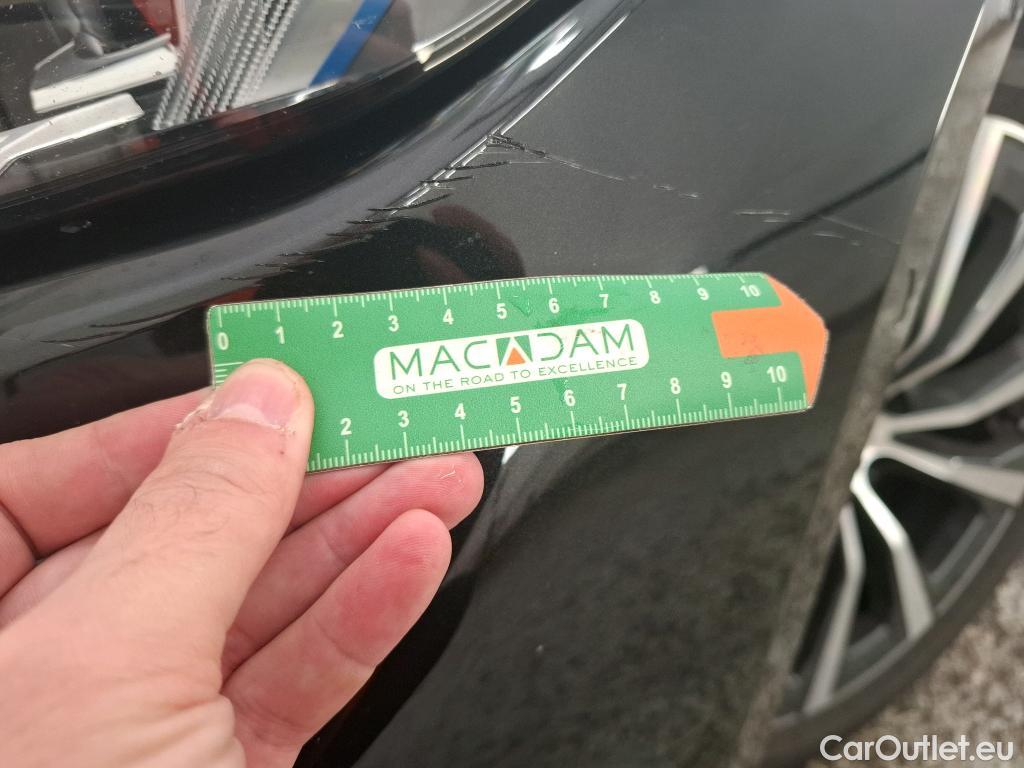 0 1 2 3 4 5 6 7 8 9 10
MACADAM
ON THE ROAD TO EXCELLENCE
2 3 4 5 6 7 8 9 10
CarOutlet.eu